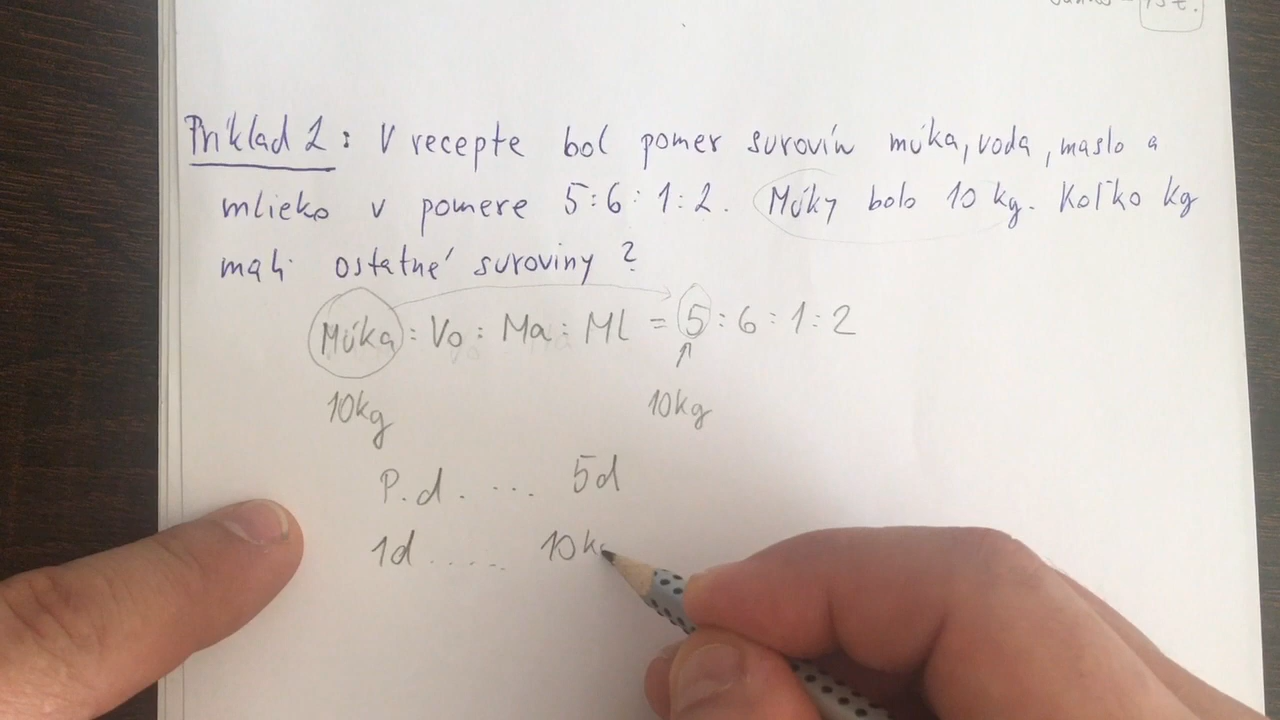 15t.
Príklad 2: V recepte bol pomer surovín múka, voda, maslo a
mlieko v pomere 5:6:1:2. Múky bolo 10 kg. Koľko kg
mali ostatné suroviny?
Múka : Vo : Ma : Ml = 5 : 6 : 1 : 2
10kg 10kg
P.d. ... 5d
1d ..... 10k